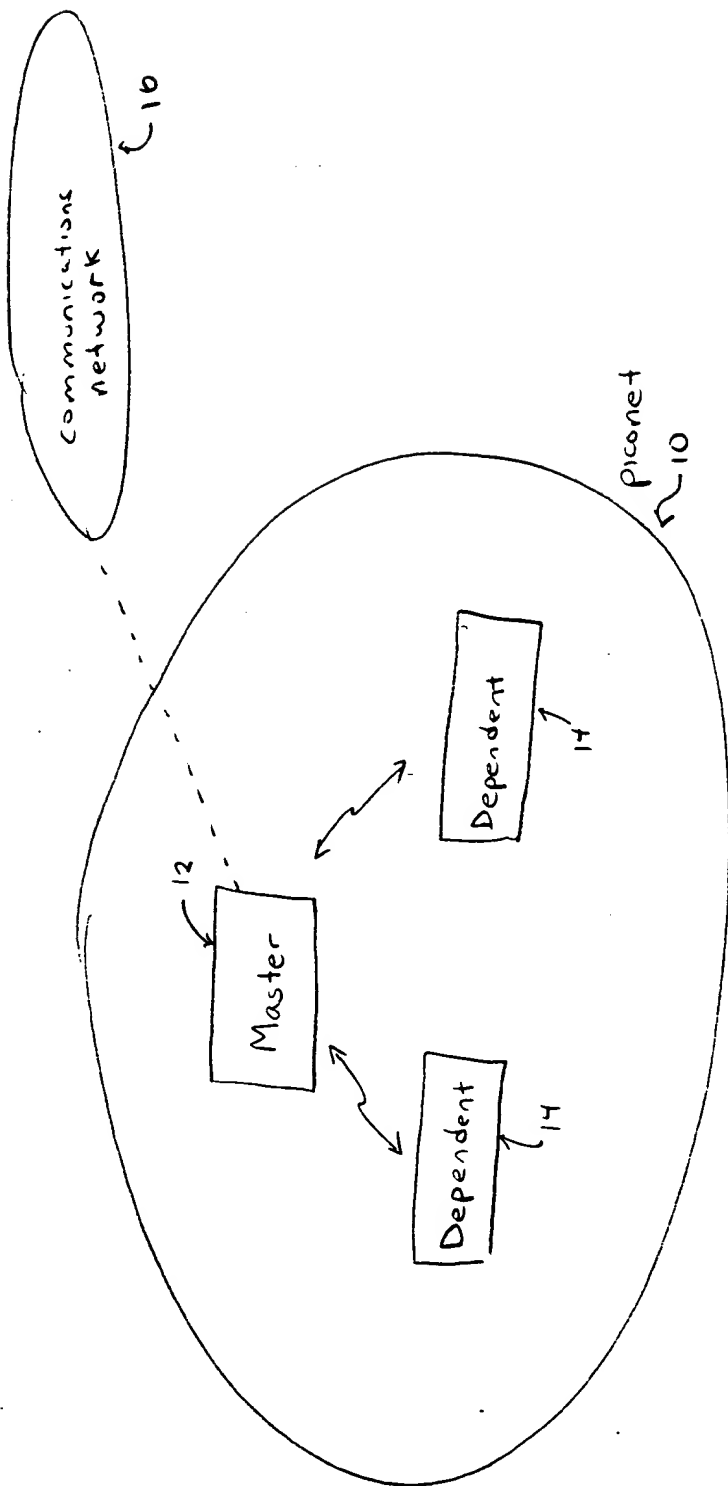 communications
network
16
12
Master
Dependent
14
Dependent
14
piconet
10